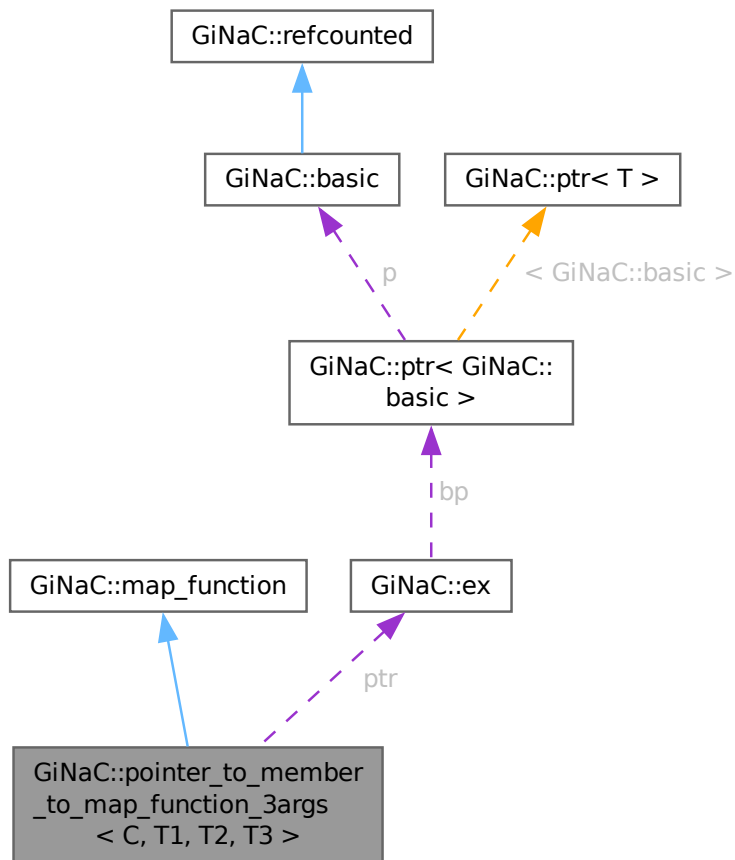 GiNaC::refcounted
GiNaC::basic
GiNaC::ptr< T >
p
< GiNaC::basic >
GiNaC::ptr< GiNaC::
basic >
bp
GiNaC::map_function
GiNaC::ex
ptr
GiNaC::pointer_to_member
_to_map_function_3args
< C, T1, T2, T3 >